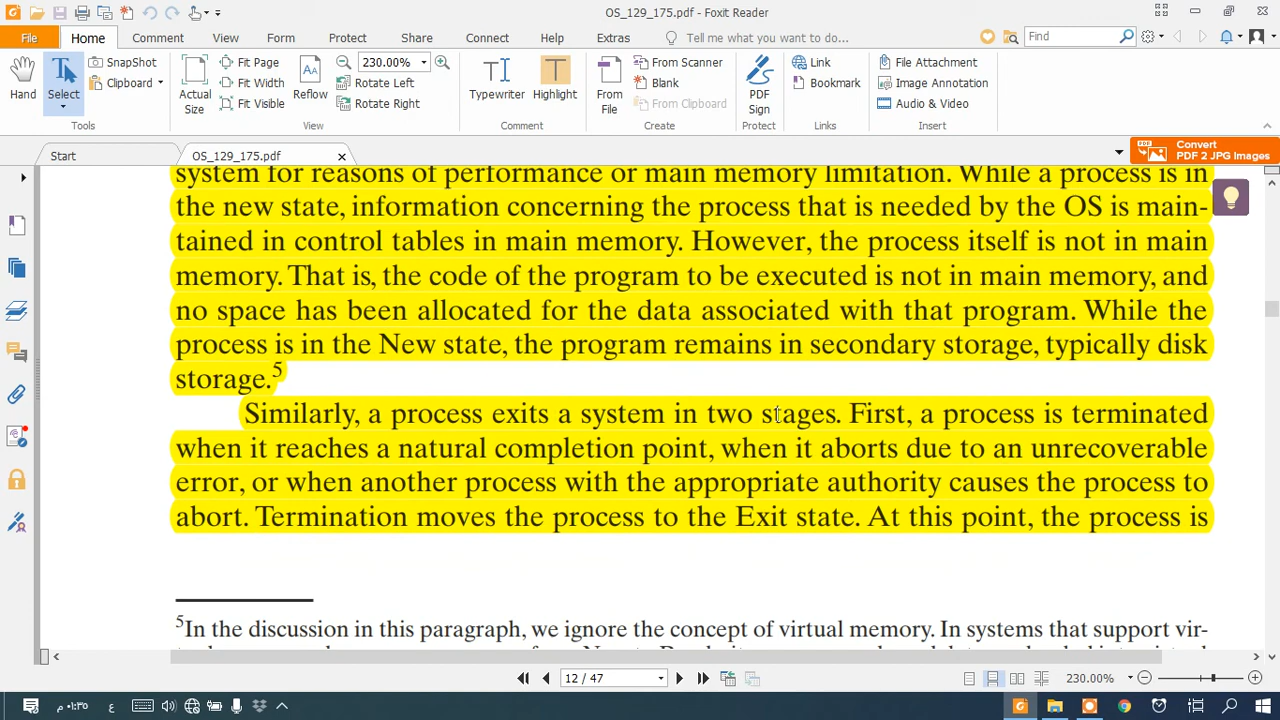 OS_129_175.pdf - Foxit Reader
File
Home
Comment
View
Form
Protect
Share
Connect
Help
Extras
Tell me what you want to do...
Find
Hand
Select
SnapShot
Clipboard
Tools
Actual Size
Fit Page
Fit Width
Fit Visible
Reflow
230.00%
Rotate Left
Rotate Right
View
Typewriter
Highlight
Comment
From File
From Scanner
Blank
From Clipboard
Create
PDF Sign
Protect
Link
Bookmark
Links
File Attachment
Image Annotation
Audio & Video
Insert
Start
OS_129_175.pdf
Convert
PDF 2 JPG Images
system for reasons of performance or main memory limitation. While a process is in
the new state, information concerning the process that is needed by the OS is main-
tained in control tables in main memory. However, the process itself is not in main
memory. That is, the code of the program to be executed is not in main memory, and
no space has been allocated for the data associated with that program. While the
process is in the New state, the program remains in secondary storage, typically disk
storage.5
Similarly, a process exits a system in two stages. First, a process is terminated
when it reaches a natural completion point, when it aborts due to an unrecoverable
error, or when another process with the appropriate authority causes the process to
abort. Termination moves the process to the Exit state. At this point, the process is
5In the discussion in this paragraph, we ignore the concept of virtual memory. In systems that support vir-
12 / 47
230.00%
٠٣:١٠ م
ع